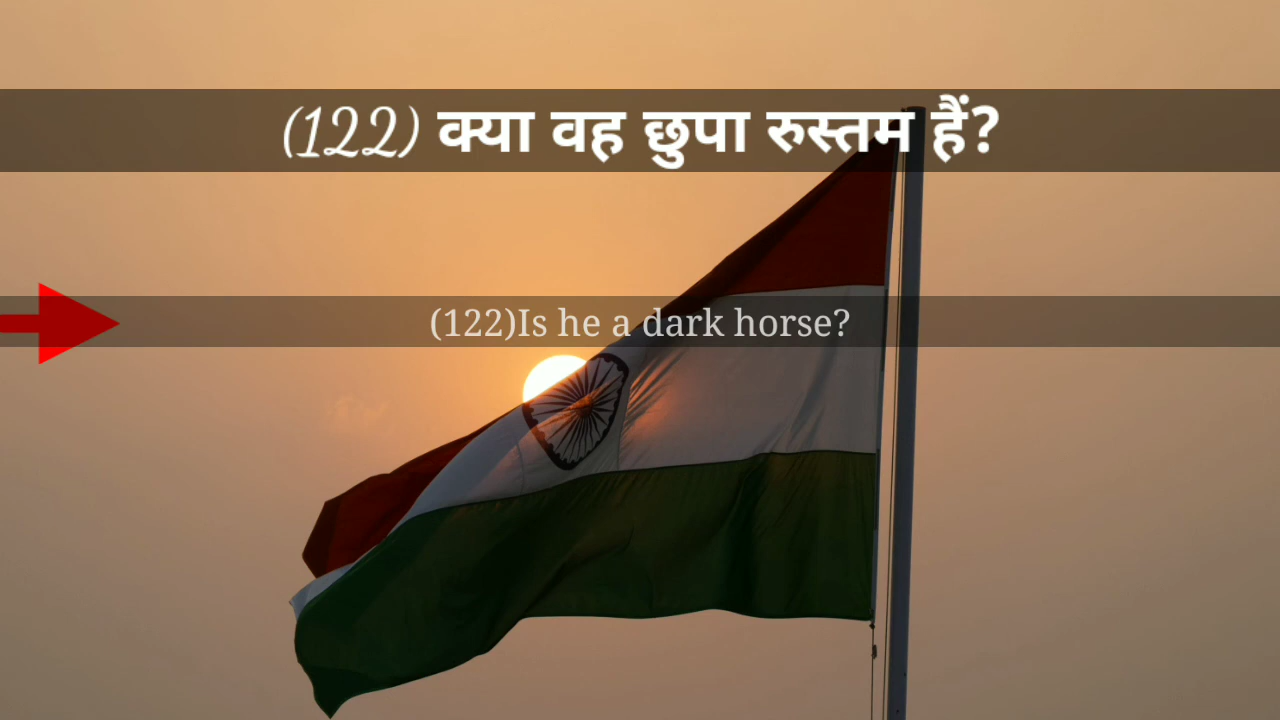 (122) क्या वह छुपा रुस्तम हैं?
(122)Is he a dark horse?